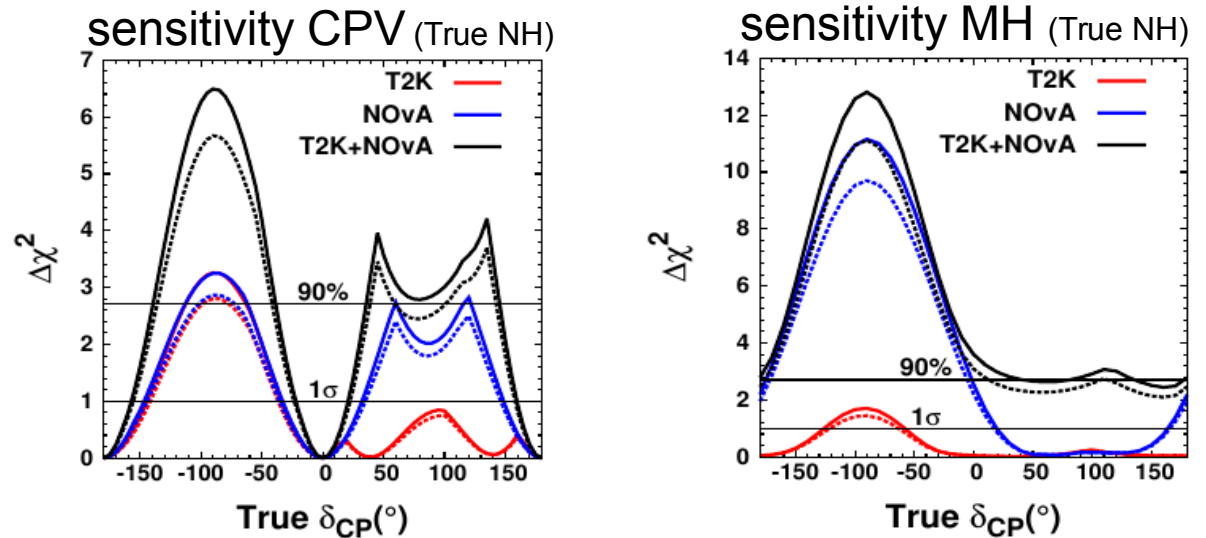 sensitivity CPV (True NH)
7
6
5
4
3
2
1
0
Δχ²
T2K
NOvA
T2K+NOvA
90%
1σ
-150 -100 -50 0 50 100 150
True δCP(°)
sensitivity MH (True NH)
14
12
10
8
6
4
2
0
Δχ²
T2K
NOvA
T2K+NOvA
90%
1σ
-150 -100 -50 0 50 100 150
True δCP(°)